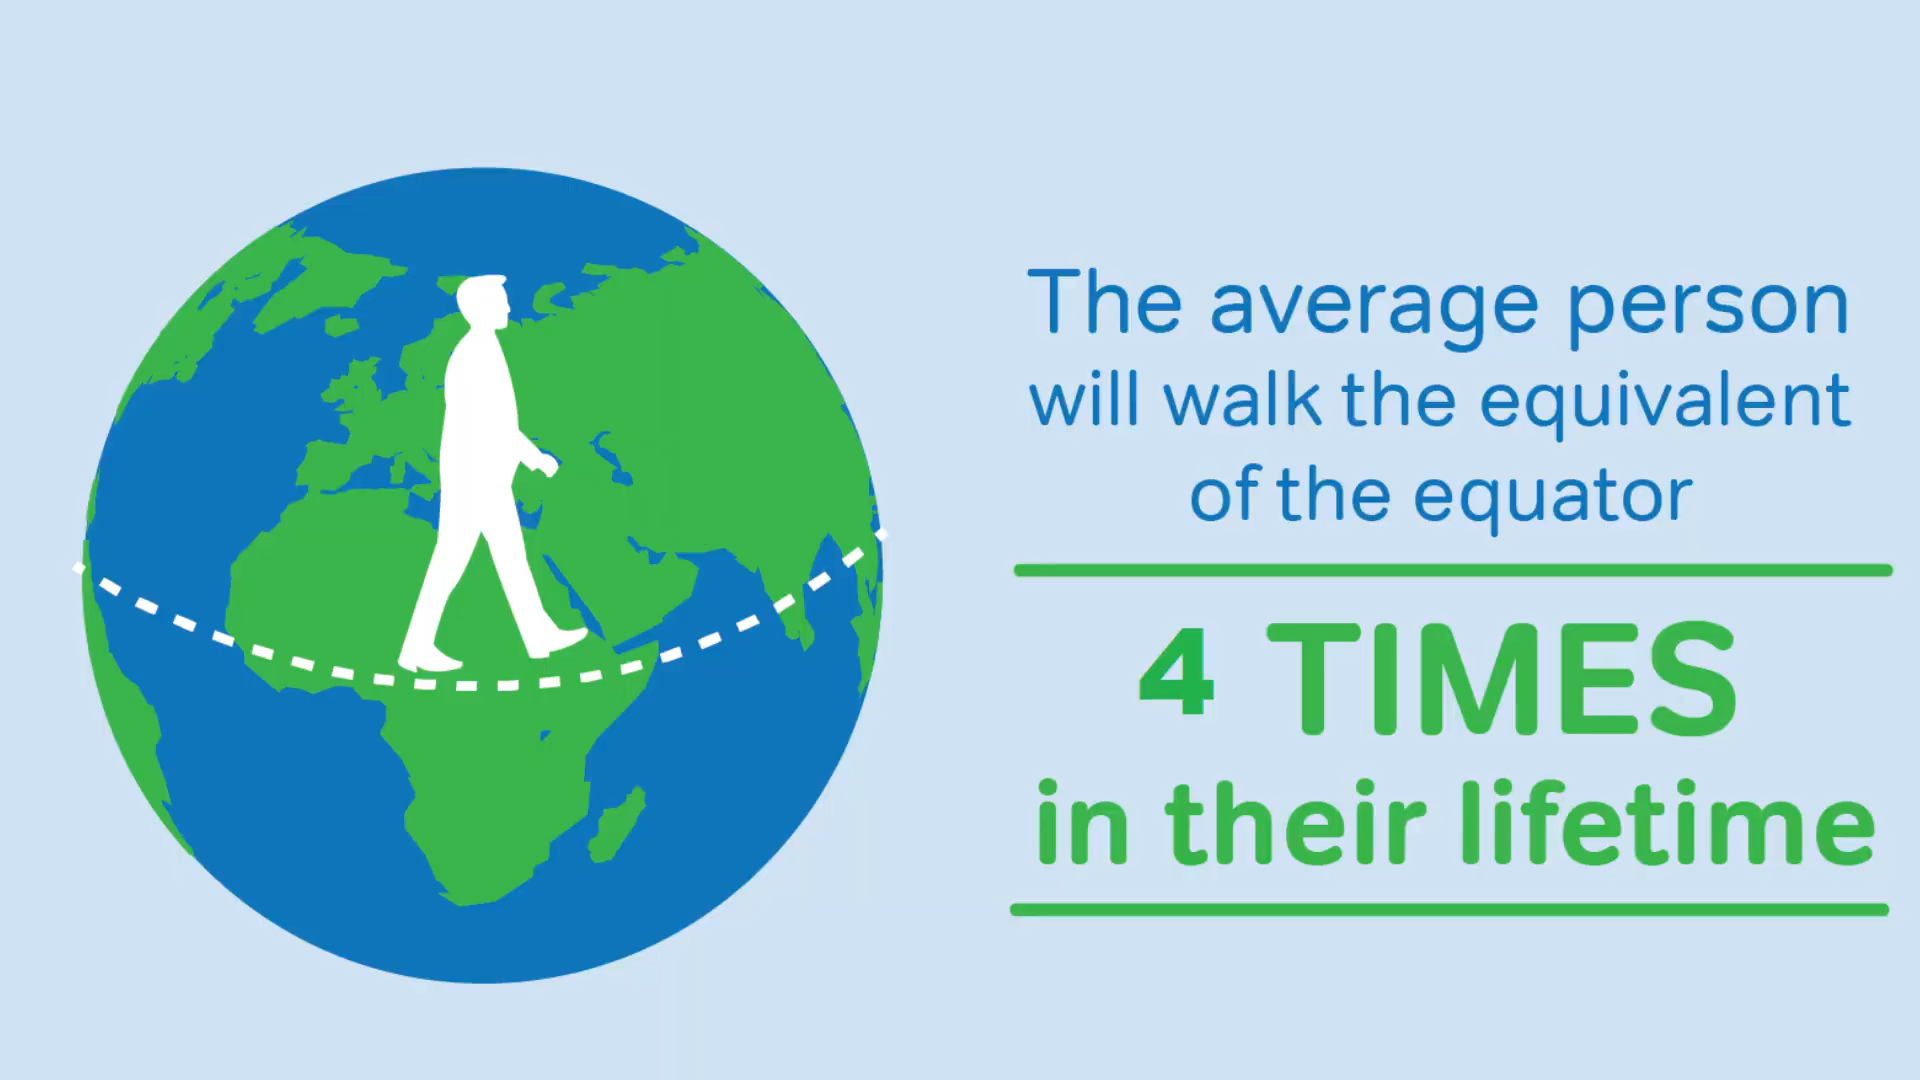 The average person
will walk the equivalent
of the equator
4 TIMES
in their lifetime